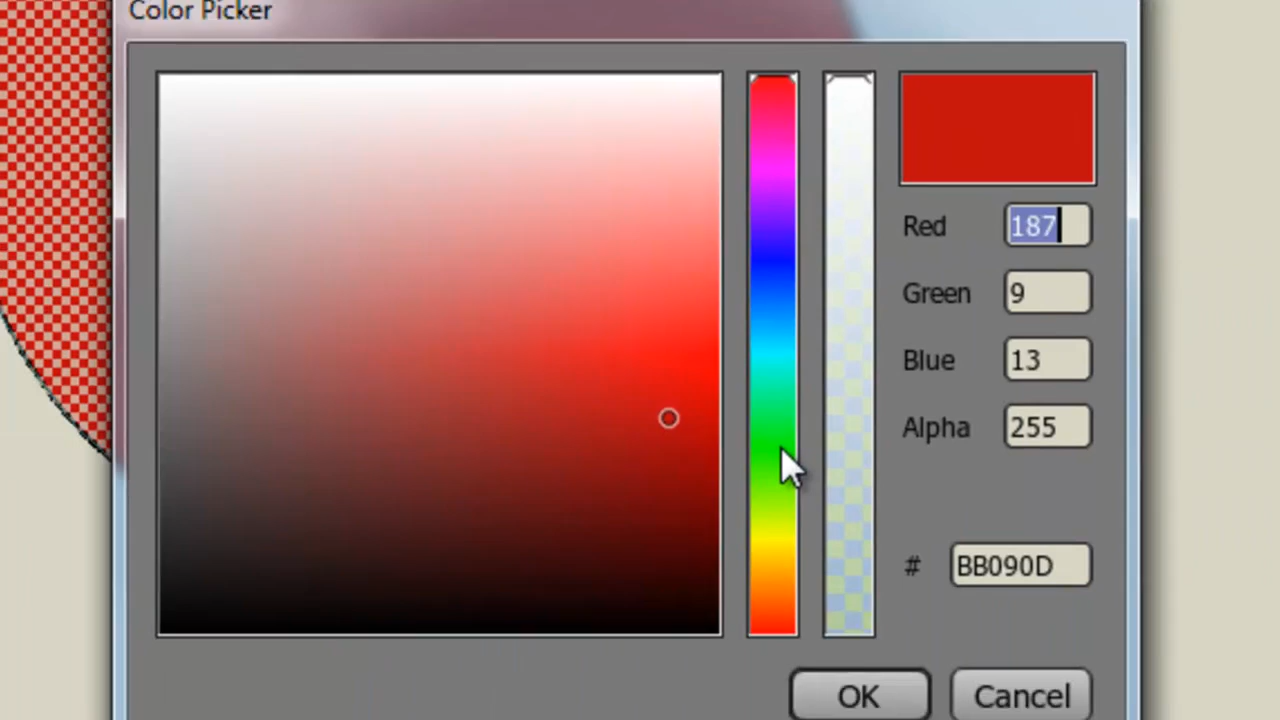 Color Picker
Red 187
Green 9
Blue 13
Alpha 255
# BB090D
OK Cancel